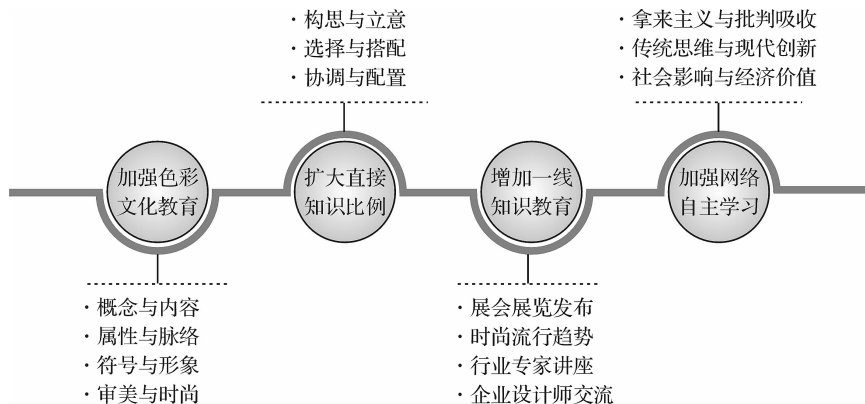 · 构思与立意
· 选择与搭配
· 协调与配置
· 拿来主义与批判吸收
· 传统思维与现代创新
· 社会影响与经济价值
加强色彩
文化教育
扩大直接
知识比例
增加一线
知识教育
加强网络
自主学习
· 概念与内容
· 属性与脉络
· 符号与形象
· 审美与时尚
· 展会展览发布
· 时尚流行趋势
· 行业专家讲座
· 企业设计师交流